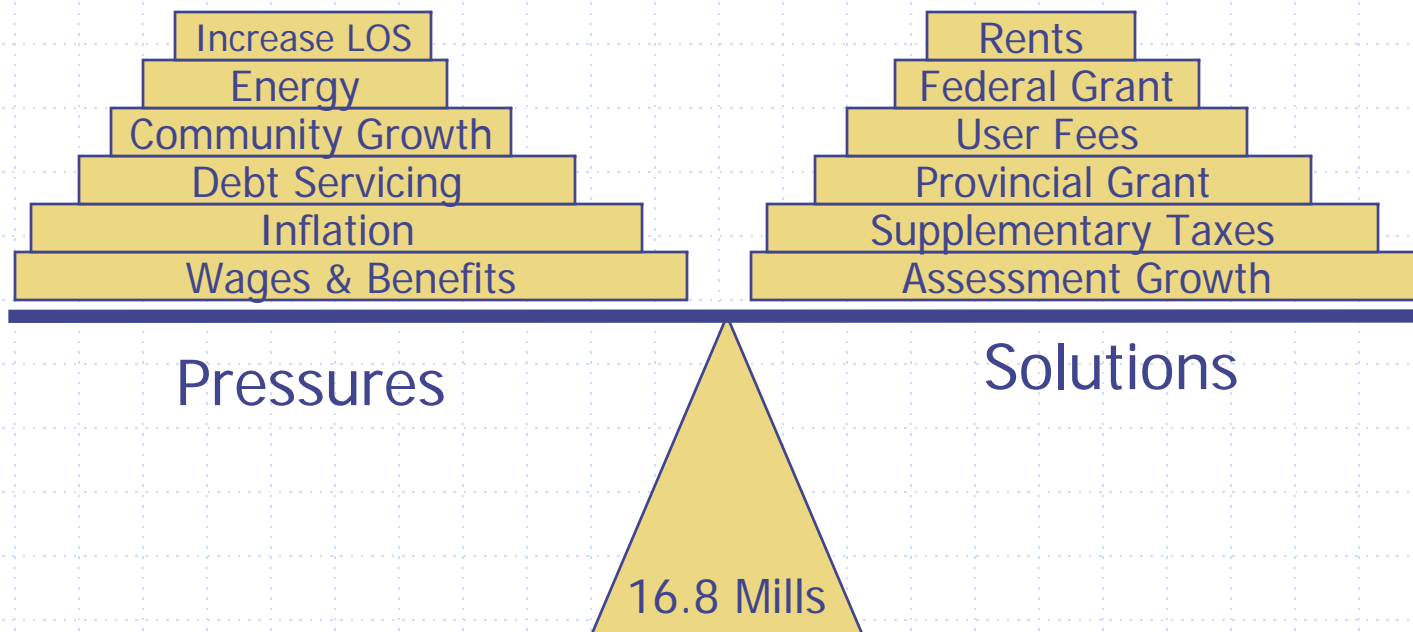 Increase LOS
Energy
Community Growth
Debt Servicing
Inflation
Wages & Benefits
Pressures
Rents
Federal Grant
User Fees
Provincial Grant
Supplementary Taxes
Assessment Growth
Solutions
16.8 Mills